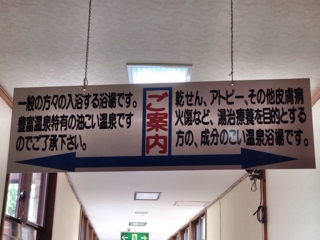 一般の方々の入浴する浴場です。
豊富温泉特有の油こい温泉です
のでご了承下さい。
ご案内
乾せん、アトピー、その他皮膚病
火傷など、湯治療養を目的とする
方の、成分のこい温泉浴場です。